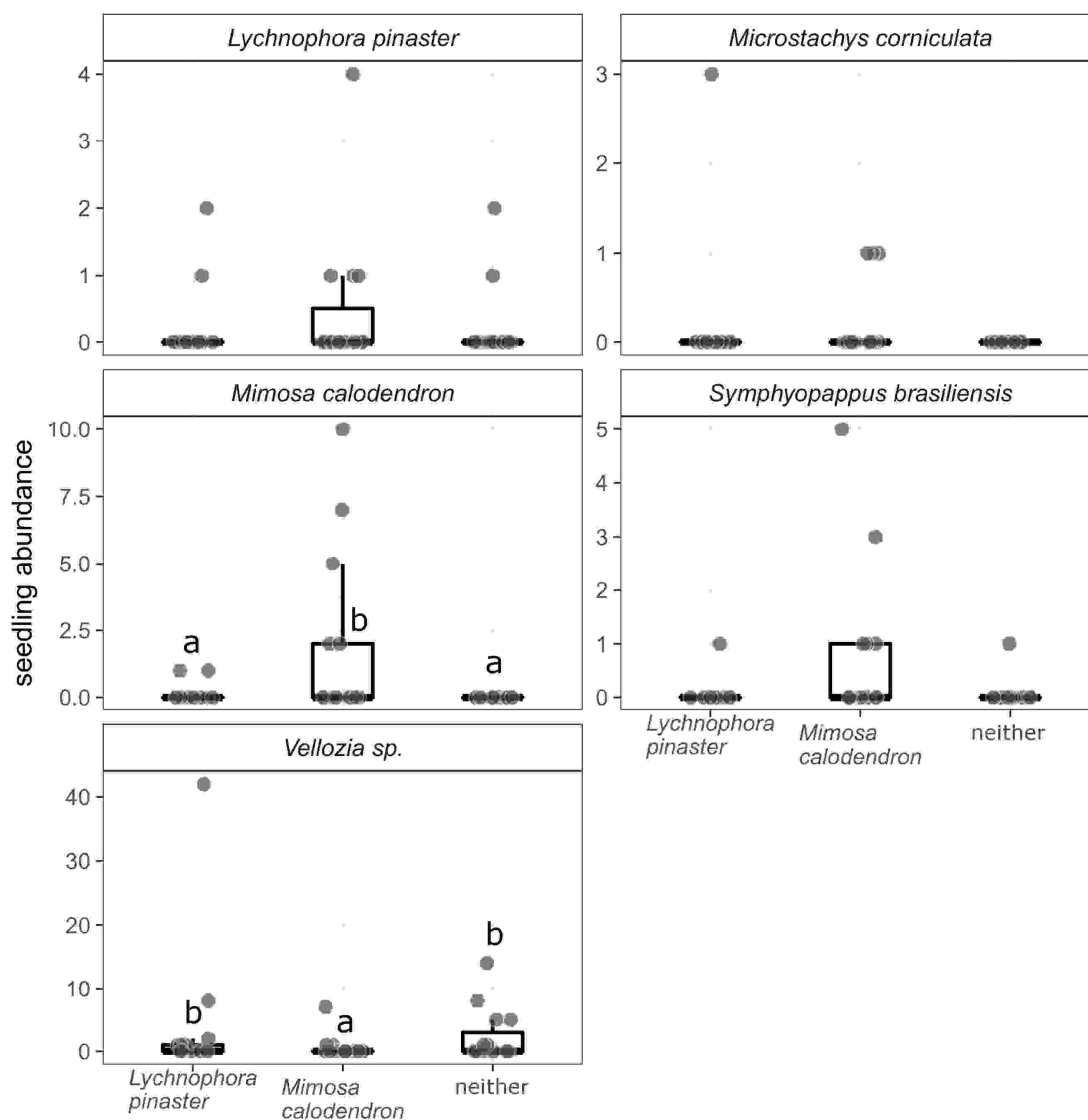 Lychnophora pinaster
4
3
2
1
0
Microstachys corniculata
3
2
1
0
seedling abundance
Mimosa calodendron
10.0
7.5
5.0
2.5
0.0
a
b
a
Symphyopappus brasiliensis
5
4
3
2
1
0
Lychnophora
pinaster
Mimosa
calodendron
neither
Vellozia sp.
40
30
20
10
0
b
a
b
Lychnophora
pinaster
Mimosa
calodendron
neither